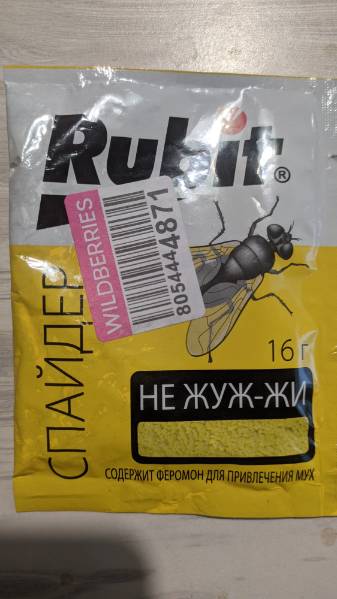 Rubit®
WILDBERRIES
8054444871
СПАЙДЕР
16 г
НЕ ЖУЖ-ЖИ
СОДЕРЖИТ ФЕРОМОН ДЛЯ ПРИВЛЕЧЕНИЯ МУХ